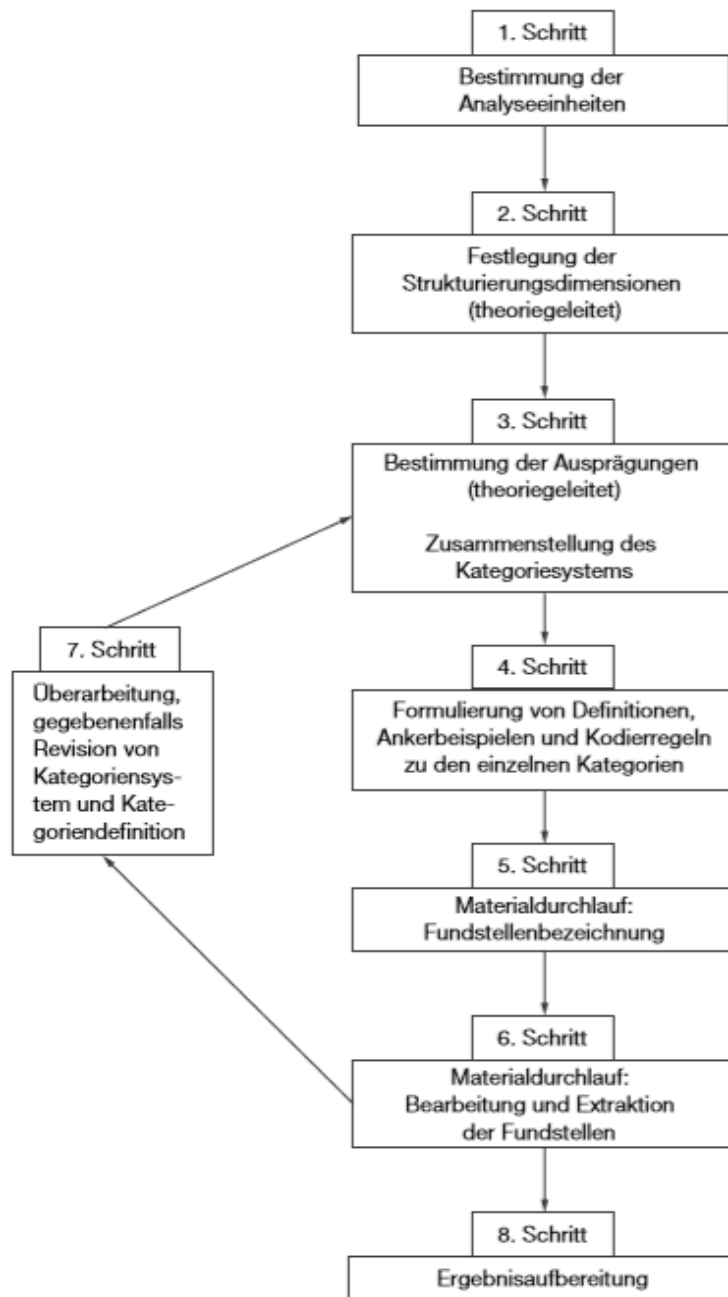 1. Schritt
Bestimmung der
Analyseeinheiten
2. Schritt
Festlegung der
Strukturierungsdimensionen
(theoriegeleitet)
3. Schritt
Bestimmung der Ausprägungen
(theoriegeleitet)
Zusammenstellung des
Kategoriesystems
4. Schritt
Formulierung von Definitionen,
Ankerbeispielen und Kodierregeln
zu den einzelnen Kategorien
5. Schritt
Materialdurchlauf:
Fundstellenbezeichnung
6. Schritt
Materialdurchlauf:
Bearbeitung und Extraktion
der Fundstellen
7. Schritt
Überarbeitung,
gegebenenfalls
Revision von
Kategoriensys-
tem und Kate-
goriendefinition
8. Schritt
Ergebnisaufbereitung